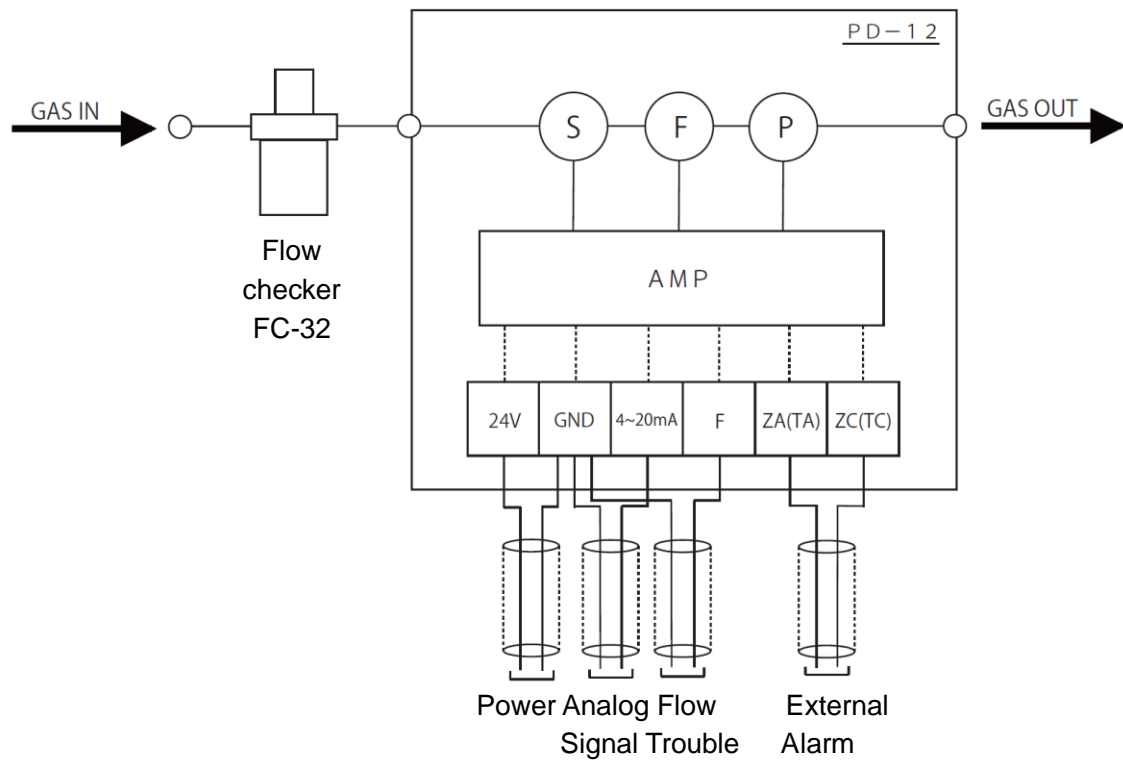 PD-12
GAS IN
GAS OUT
S F P
Flow
checker
FC-32
AMP
24V GND 4~20mA F ZA(TA) ZC(TC)
Power Analog Flow External
Signal Trouble Alarm